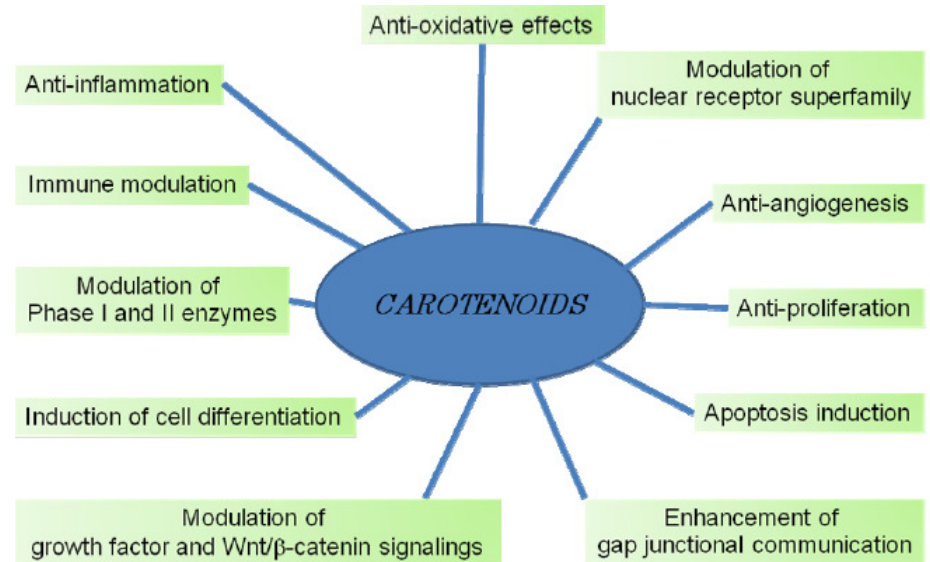 Anti-oxidative effects
Anti-inflammation
Modulation of
nuclear receptor superfamily
Immune modulation
Anti-angiogenesis
Modulation of
Phase I and II enzymes
CAROTENOIDS
Anti-proliferation
Induction of cell differentiation
Apoptosis induction
Modulation of
growth factor and Wnt/β-catenin signalings
Enhancement of
gap junctional communication